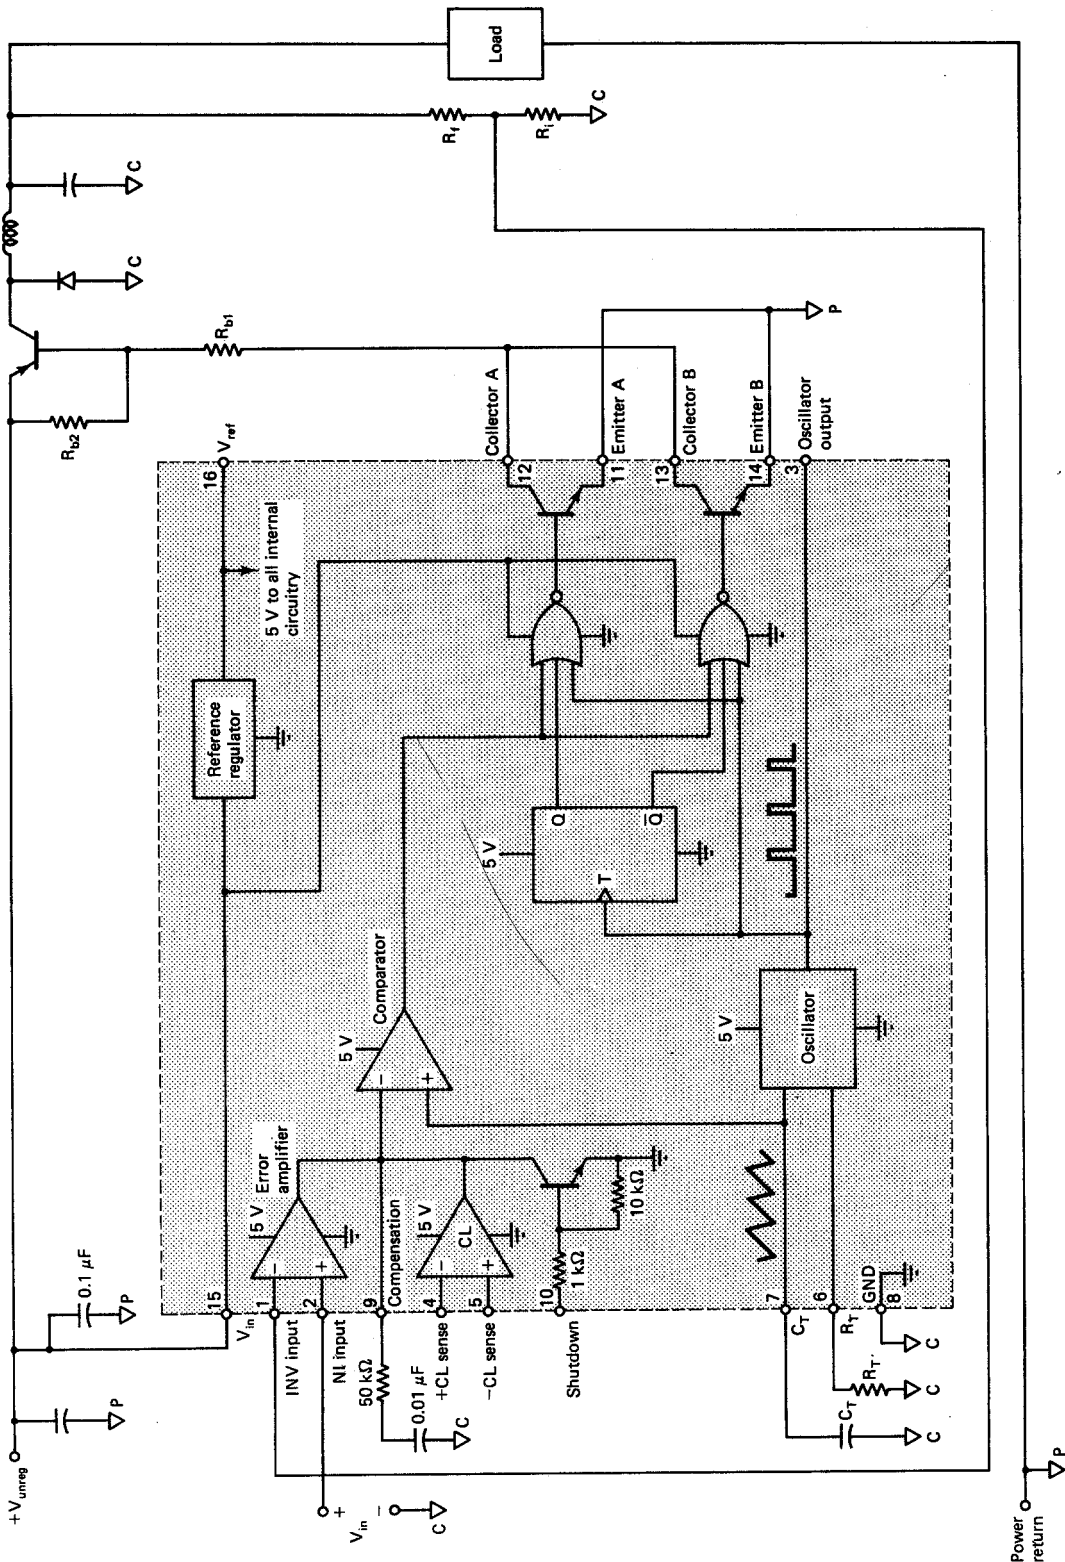 +V_unreg
P
0.1 µF
P
Load
R_f
R_i
C
C
C
R_b1
R_b2
V_ref
16
5 V to all internal
circuitry
Reference
regulator
15
V_in
1
INV input
2
NI input
9
Compensation
4
+CL sense
5
−CL sense
10
Shutdown
7
C_T
6
R_T
GND
8
5 V
Error
amplifier
−
+
5 V
CL
−
+
1 kΩ
10 kΩ
5 V
Comparator
−
+
5 V
T
Q
Q̅
5 V
Oscillator
Collector A
12
Emitter A
11
Collector B
13
Emitter B
14
3
Oscillator
output
P
50 kΩ
0.01 µF
C
+
V_in
−
C
C_T
C
R_T
C
C
Power
return
P